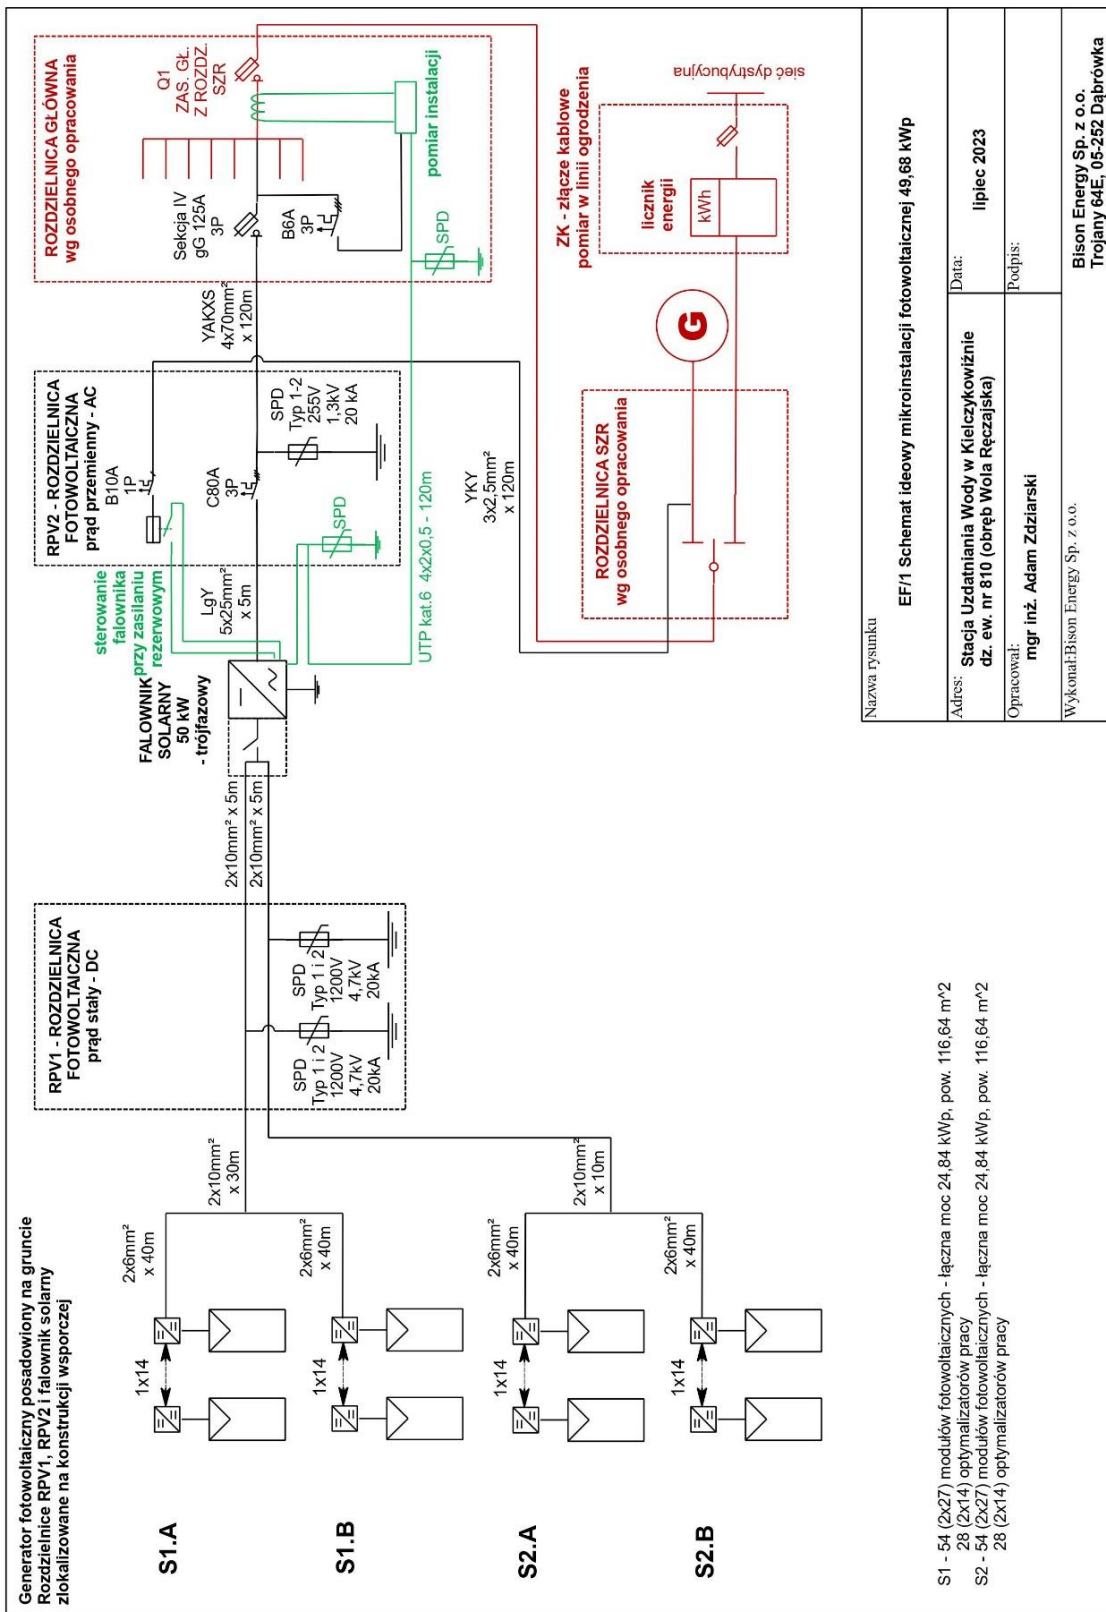 Generator fotowoltaiczny posadowiony na gruncie
Rozdzielnice RPV1, RPV2 i falownik solarny
zlokalizowane na konstrukcji wsporczej
S1.A
1x14
2x6mm²
x 40m
S1.B
1x14
2x6mm²
x 40m
S2.A
1x14
2x6mm²
x 40m
S2.B
1x14
2x6mm²
x 40m
2x10mm²
x 30m
2x10mm²
x 10m
RPV1 - ROZDZIELNICA
FOTOWOLTAICZNA
prąd stały - DC
SPD
Typ 1 i 2
1200V
4,7kV
20kA
SPD
Typ 1 i 2
1200V
4,7kV
20kA
2x10mm² x 5m
2x10mm² x 5m
FALOWNIK
SOLARNY
50 kW
- trójfazowy
sterowanie
falownika
przy zasilaniu
rezerwowym
LgY
5x25mm²
x 5m
RPV2 - ROZDZIELNICA
FOTOWOLTAICZNA
prąd przemienny - AC
B10A
1P
C80A
3P
SPD
Typ 1-2
255V
1,3kV
20 kA
SPD
UTP kat.6 4x2x0,5 - 120m
YAKXS
4x70mm²
x 120m
YKY
3x2,5mm²
x 120m
ROZDZIELNICA GŁÓWNA
wg osobnego opracowania
Q1
ZAS. GŁ.
Z ROZDZ.
SZR
Sekcja IV
gG 125A
3P
B6A
3P
pomiar instalacji
SPD
ROZDZIELNICA SZR
wg osobnego opracowania
G
ZK - złącze kablowe
pomiar w linii ogrodzenia
licznik
energii
kWh
sieć dystrybucyjna
S1 - 54 (2x27) modułów fotowoltaicznych - łączna moc 24,84 kWp, pow. 116,64 m^2
28 (2x14) optymalizatorów pracy
S2 - 54 (2x27) modułów fotowoltaicznych - łączna moc 24,84 kWp, pow. 116,64 m^2
28 (2x14) optymalizatorów pracy
Nazwa rysunku
EF/1 Schemat ideowy mikroinstalacji fotowoltaicznej 49,68 kWp
Adres: Stacja Uzdatniania Wody w Kiełczykowiźnie
dz. ew. nr 810 (obręb Wola Ręczajska)
Data:
lipiec 2023
Opracował:
mgr inż. Adam Zdziarski
Podpis:
Wykonał:Bison Energy Sp. z o.o.
Bison Energy Sp. z o.o.
Trojany 64E, 05-252 Dąbrówka